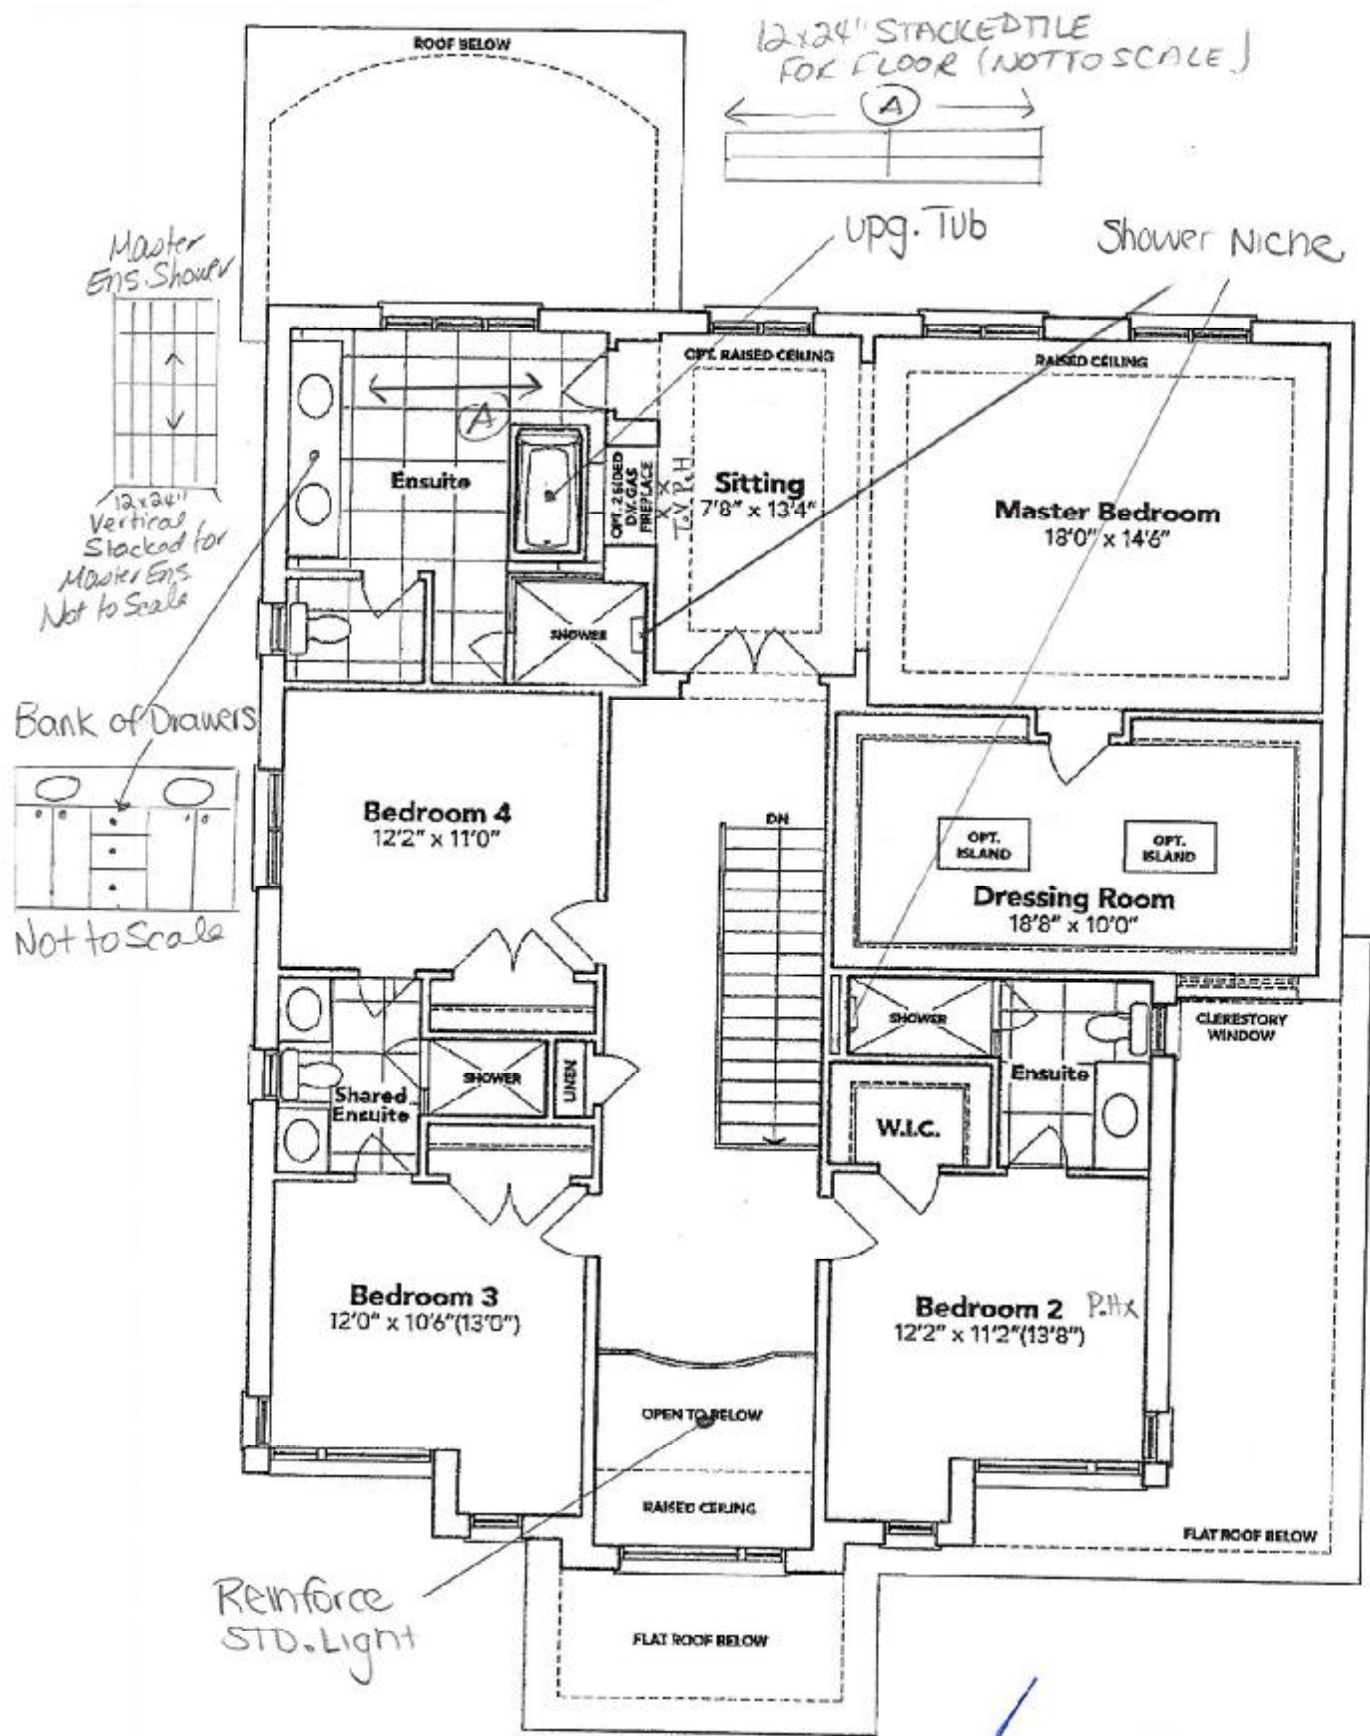 ROOF BELOW
12x24" STACKED TILE
FOR FLOOR (NOT TO SCALE)
A
upg. Tub
Shower Niche
Master
Ens. Shower
12x24"
Vertical
Stacked for
Master Ens.
Not to Scale
OPT. RAISED CEILING
RAISED CEILING
A
Ensuite
OPT. 2 SIDED
D.V. GAS
FIREPLACE
X X
T.V. P.H
Sitting
7'8" x 13'4"
Master Bedroom
18'0" x 14'6"
SHOWER
Bank of Drawers
Not to Scale
Bedroom 4
12'2" x 11'0"
DN
OPT.
ISLAND
OPT.
ISLAND
Dressing Room
18'8" x 10'0"
SHOWER
CLERESTORY
WINDOW
Shared
Ensuite
SHOWER
LINEN
Ensuite
W.I.C.
Bedroom 3
12'0" x 10'6"(13'0")
Bedroom 2
12'2" x 11'2"(13'8")
P.Hx
OPEN TO BELOW
RAISED CEILING
FLAT ROOF BELOW
Reinforce
STD. Light
FLAT ROOF BELOW